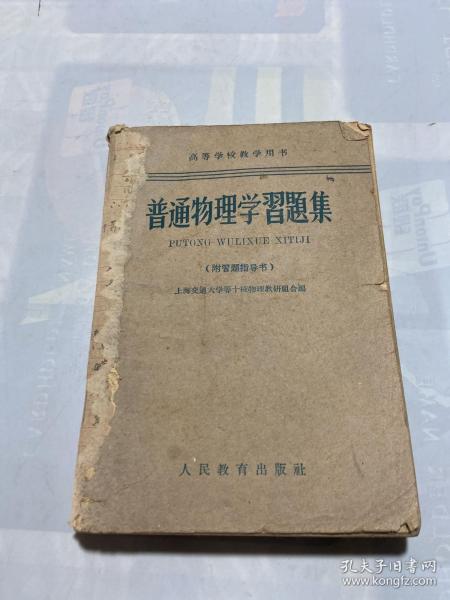 高等学校教学用书
普通物理学習題集
PUTONG WULIXUE XITIJI
(附習題指导书)
上海交通大学等十校物理教研組合編
人民教育出版社
孔夫子旧书网
www.kongfz.com